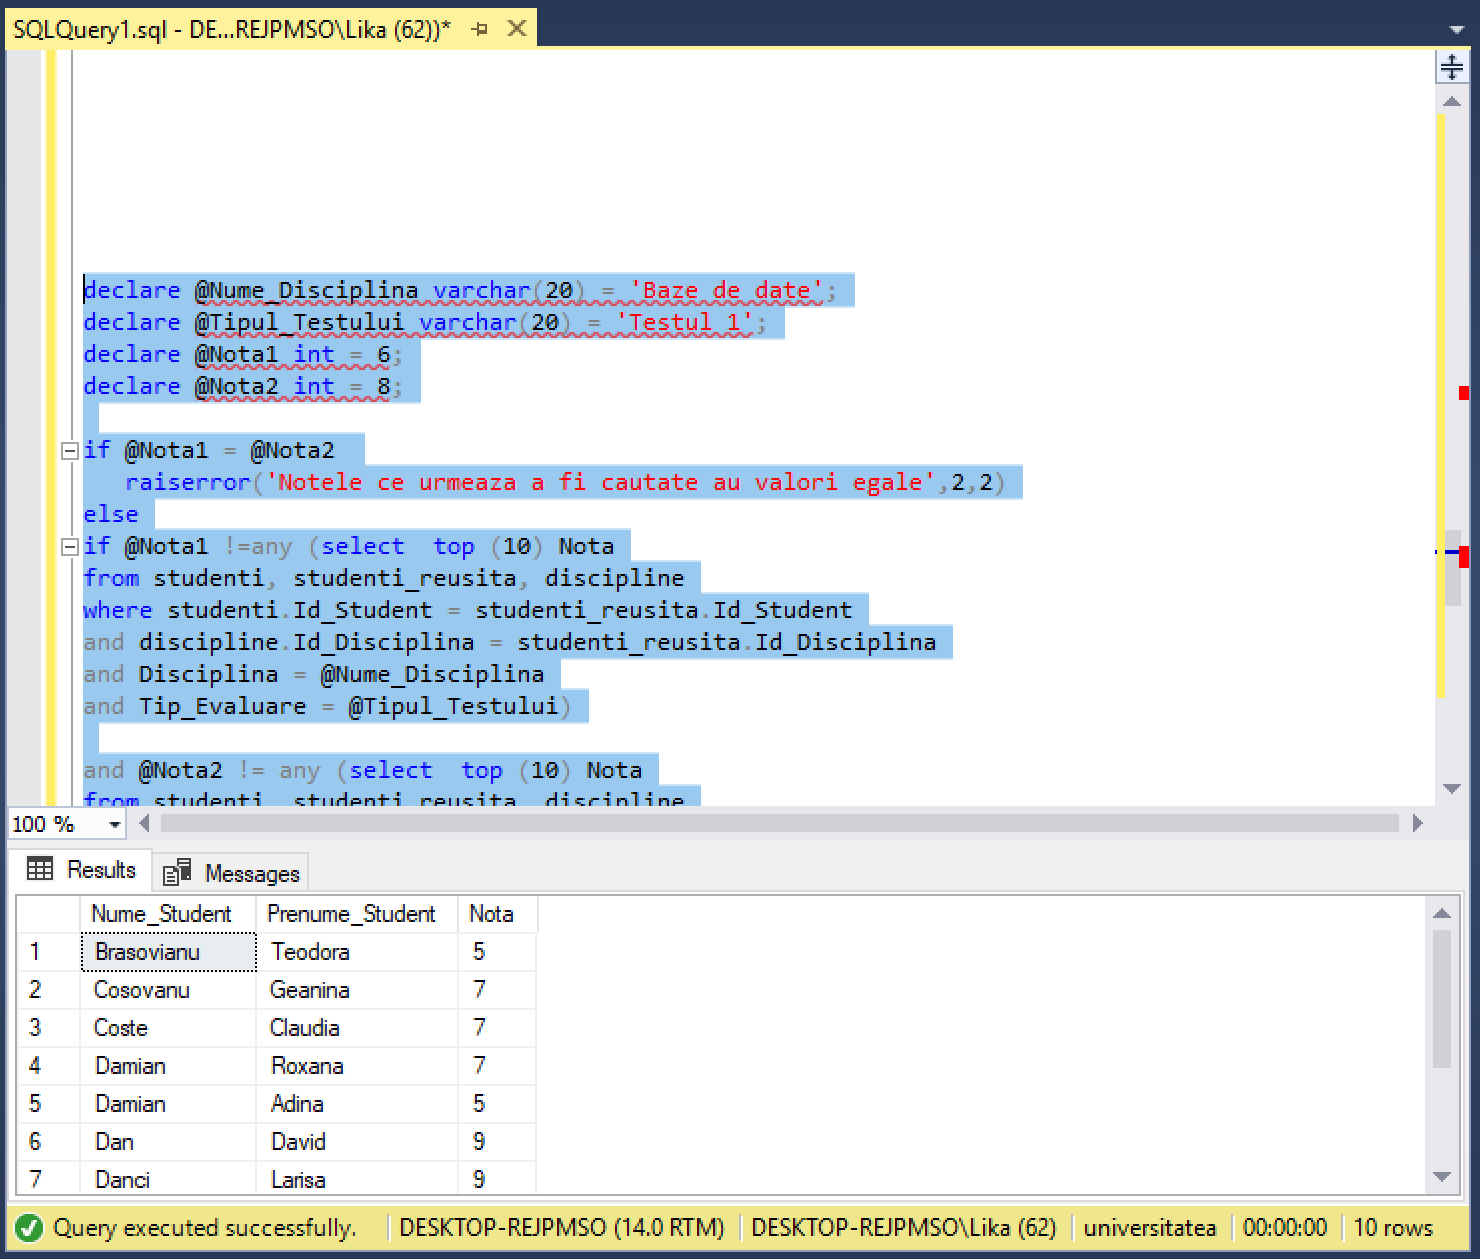 SQLQuery1.sql - DE...REJPMSO\Lika (62))*
declare @Nume_Disciplina varchar(20) = 'Baze de date';
declare @Tipul_Testului varchar(20) = 'Testul 1';
declare @Nota1 int = 6;
declare @Nota2 int = 8;
if @Nota1 = @Nota2
raiserror('Notele ce urmeaza a fi cautate au valori egale',2,2)
else
if @Nota1 !=any (select  top (10) Nota
from studenti, studenti_reusita, discipline
where studenti.Id_Student = studenti_reusita.Id_Student
and discipline.Id_Disciplina = studenti_reusita.Id_Disciplina
and Disciplina = @Nume_Disciplina
and Tip_Evaluare = @Tipul_Testului)
and @Nota2 != any (select  top (10) Nota
from studenti, studenti_reusita, discipline
100 %
Results Messages
Nume_Student Prenume_Student Nota
1 Brasovianu Teodora 5
2 Cosovanu Geanina 7
3 Coste Claudia 7
4 Damian Roxana 7
5 Damian Adina 5
6 Dan David 9
7 Danci Larisa 9
Query executed successfully. DESKTOP-REJPMSO (14.0 RTM) DESKTOP-REJPMSO\Lika (62) universitatea 00:00:00 10 rows